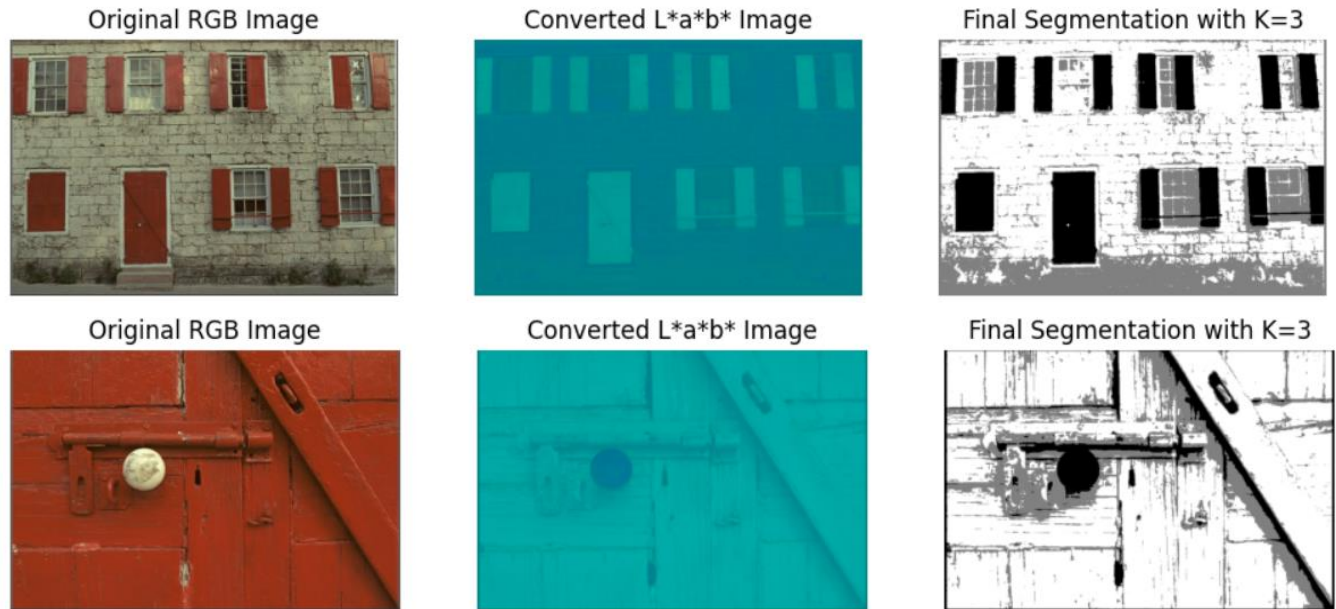 Original RGB Image
Converted L*a*b* Image
Final Segmentation with K=3
Original RGB Image
Converted L*a*b* Image
Final Segmentation with K=3